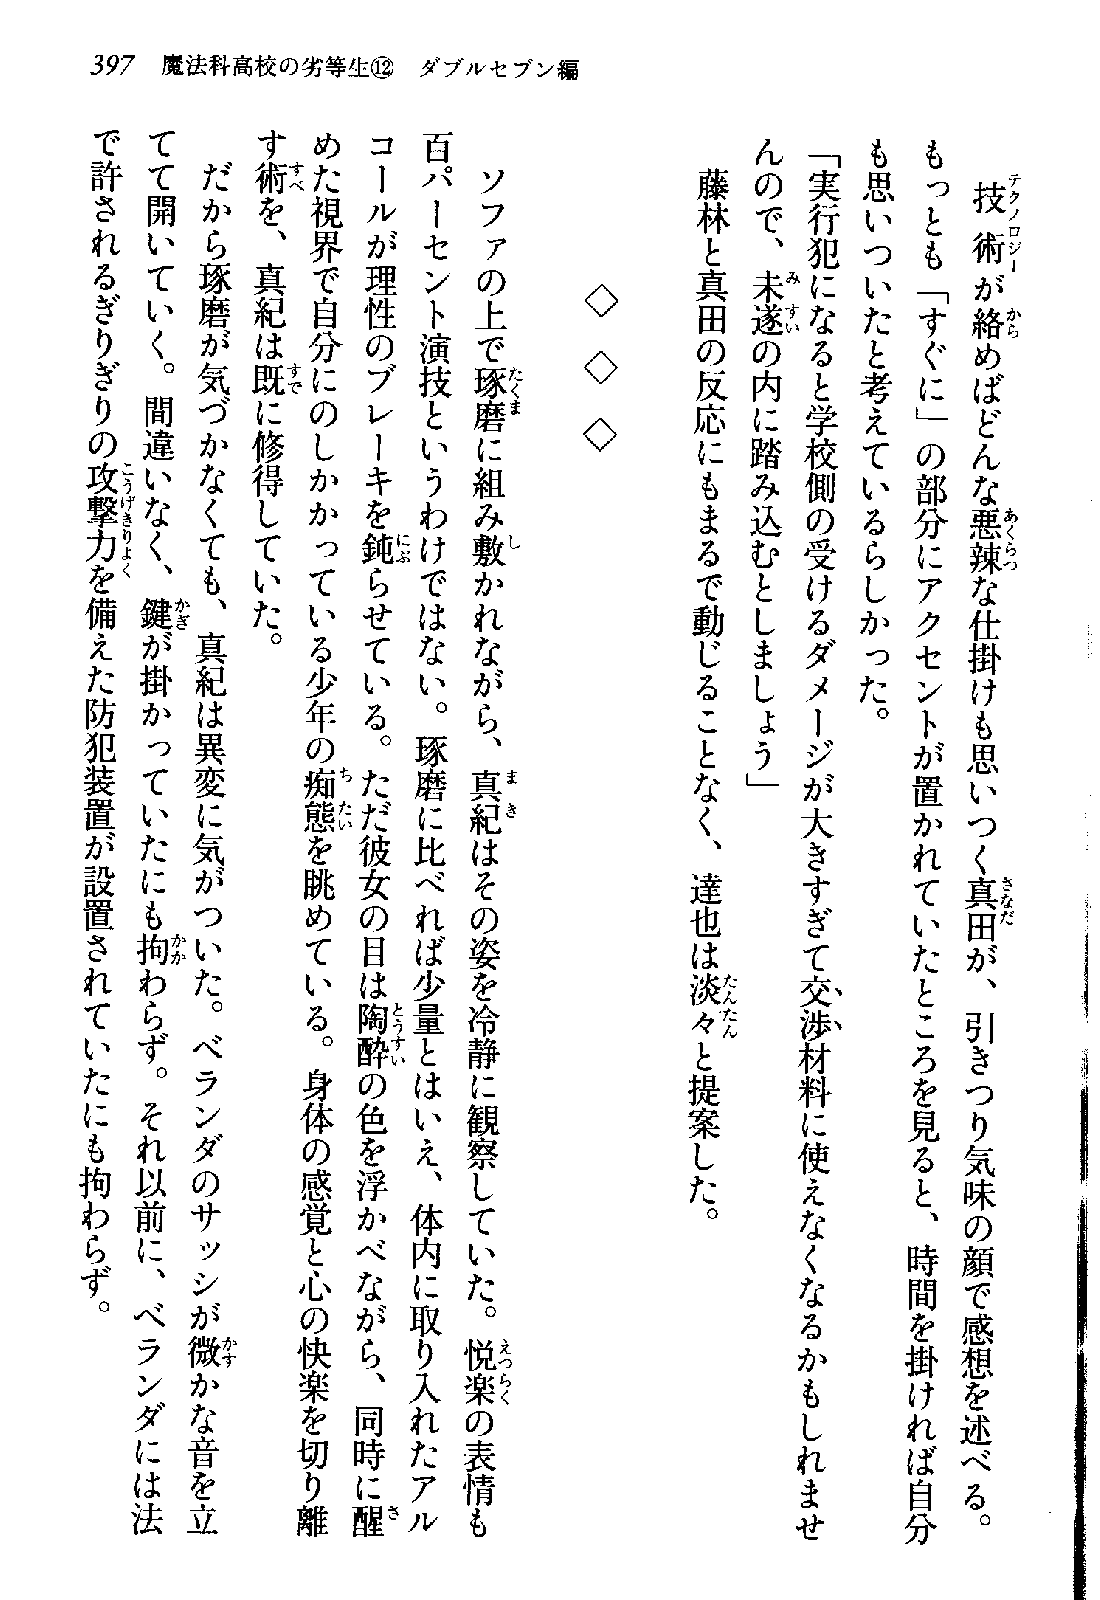 397 魔法科高校の劣等生⑫ ダブルセブン編
技術が絡めばどんな悪辣な仕掛けも思いつく真田が、引きつり気味の顔で感想を述べる。
もっとも「すぐに」の部分にアクセントが置かれていたところを見ると、時間を掛ければ自分
も思いついたと考えているらしかった。
「実行犯になると学校側の受けるダメージが大きすぎて交渉材料に使えなくなるかもしれませ
んので、未遂の内に踏み込むとしましょう」
藤林と真田の反応にもまるで動じることなく、達也は淡々と提案した。
◇ ◇ ◇
ソファの上で琢磨に組み敷かれながら、真紀はその姿を冷静に観察していた。悦楽の表情も
百パーセント演技というわけではない。琢磨に比べれば少量とはいえ、体内に取り入れたアル
コールが理性のブレーキを鈍らせている。ただ彼女の目は陶酔の色を浮かべながら、同時に醒
めた視界で自分にのしかかっている少年の痴態を眺めている。身体の感覚と心の快楽を切り離
す術を、真紀は既に修得していた。
だから琢磨が気づかなくても、真紀は異変に気がついた。ベランダのサッシが微かな音を立
てて開いていく。間違いなく、鍵が掛かっていたにも拘わらず。それ以前に、ベランダには法
で許されるぎりぎりの攻撃力を備えた防犯装置が設置されていたにも拘わらず。